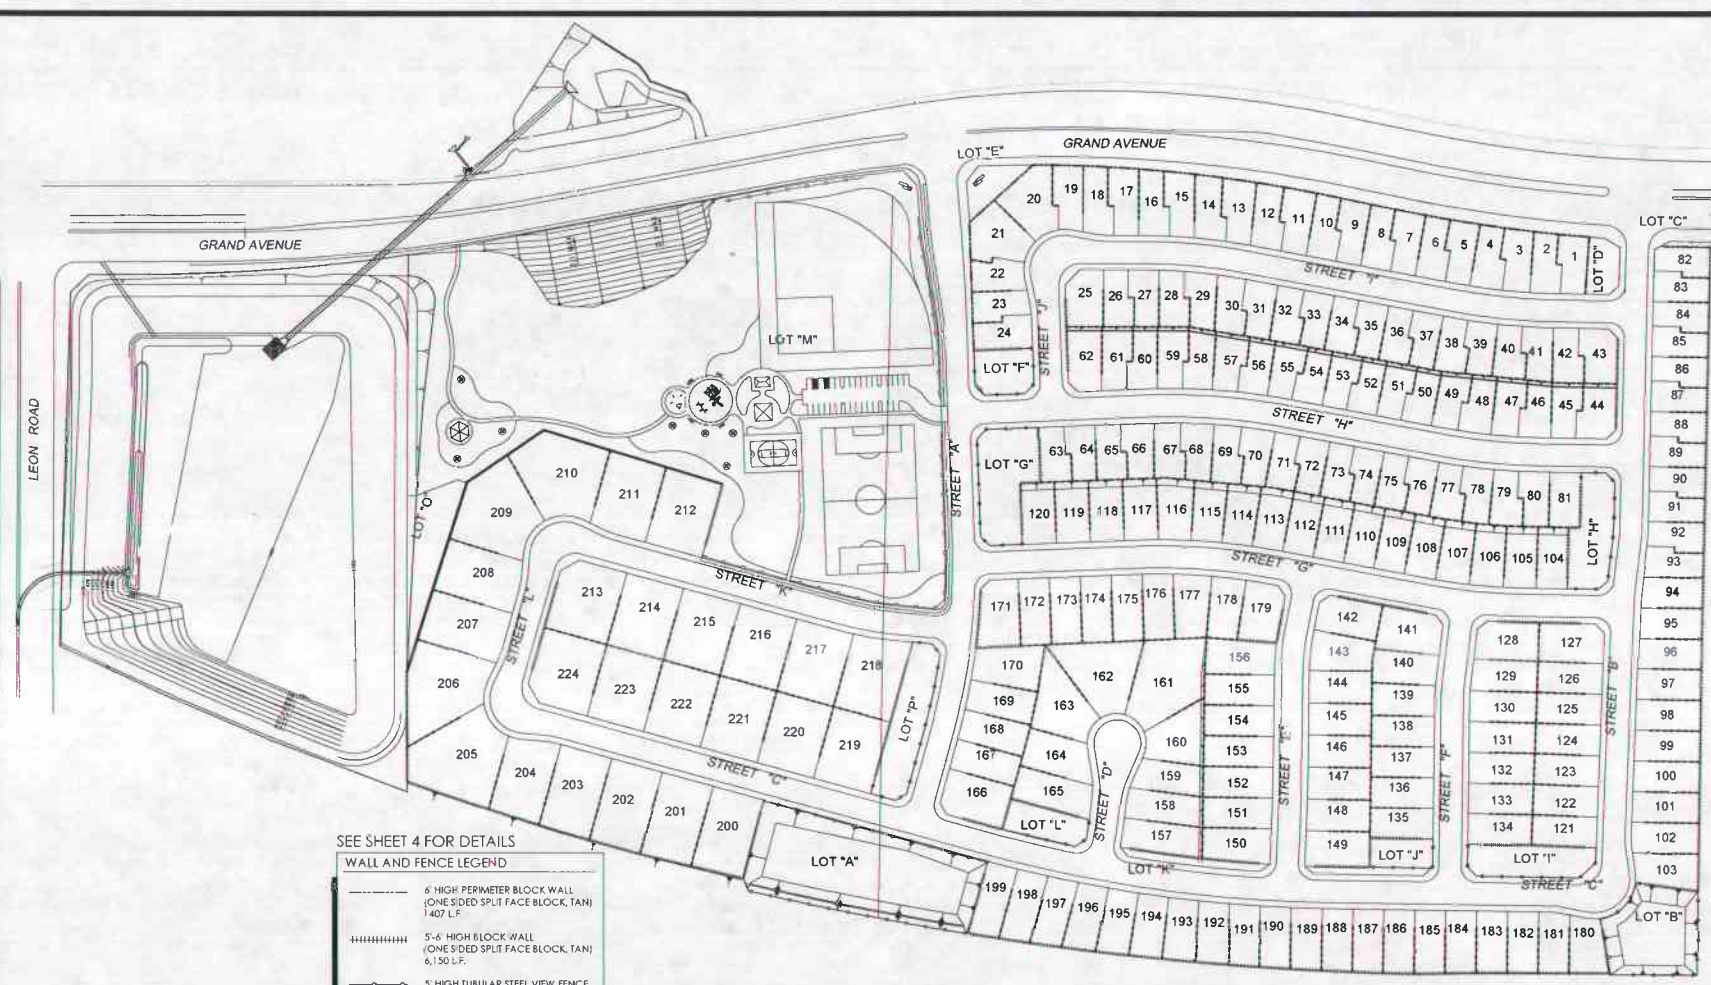 GRAND AVENUE
LOT "E"
GRAND AVENUE
LOT "C"
LEON ROAD
20 19 18 17 16 15 14 13 12 11 10 9 8 7 6 5 4 3 2 1
LOT "D"
21
22
23
24
LOT "F"
STREET "J"
STREET "I"
25 26 27 28 29 30 31 32 33 34 35 36 37 38 39 40 41 42 43
62 61 60 59 58 57 56 55 54 53 52 51 50 49 48 47 46 45 44
STREET "H"
LOT "M"
LOT "O"
STREET "A"
LOT "G"
63 64 65 66 67 68 69 70 71 72 73 74 75 76 77 78 79 80 81
120 119 118 117 116 115 114 113 112 111 110 109 108 107 106 105 104
LOT "H"
STREET "G"
82
83
84
85
86
87
88
89
90
91
92
93
94
95
96
97
98
99
100
101
102
103
210
211
212
209
208
207
206
205
204
203
202
201
200
STREET "K"
STREET "L"
213 214 215 216 217 218
224 223 222 221 220 219
LOT "P"
STREET "C"
171 172 173 174 175 176 177 178 179
170
169
168
167
166
162
161
163
164
165
LOT "L"
STREET "D"
160
159
158
157
156
155
154
153
152
151
150
LOT "K"
STREET "E"
142
143
144
145
146
147
148
149
141
140
139
138
137
136
135
LOT "J"
STREET "F"
128 127
129 126
130 125
131 124
132 123
133 122
134 121
LOT "I"
STREET "B"
STREET "C"
LOT "A"
199 198 197 196 195 194 193 192 191 190 189 188 187 186 185 184 183 182 181 180
LOT "B"
SEE SHEET 4 FOR DETAILS
WALL AND FENCE LEGEND
6' HIGH PERIMETER BLOCK WALL
(ONE SIDED SPLIT FACE BLOCK, TAN)
1407 L.F
5'-6' HIGH BLOCK WALL
(ONE SIDED SPLIT FACE BLOCK, TAN)
6,150 L.F.
5' HIGH TUBULAR STEEL VIEW FENCE